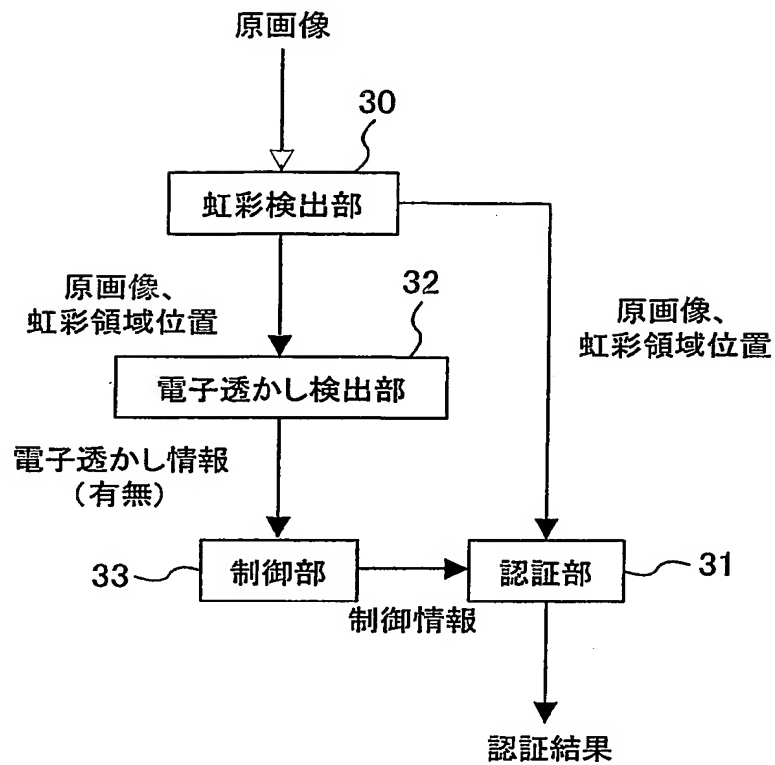 原画像
30
虹彩検出部
原画像、
虹彩領域位置
32
原画像、
虹彩領域位置
電子透かし検出部
電子透かし情報
(有無)
33
制御部
制御情報
認証部
31
認証結果